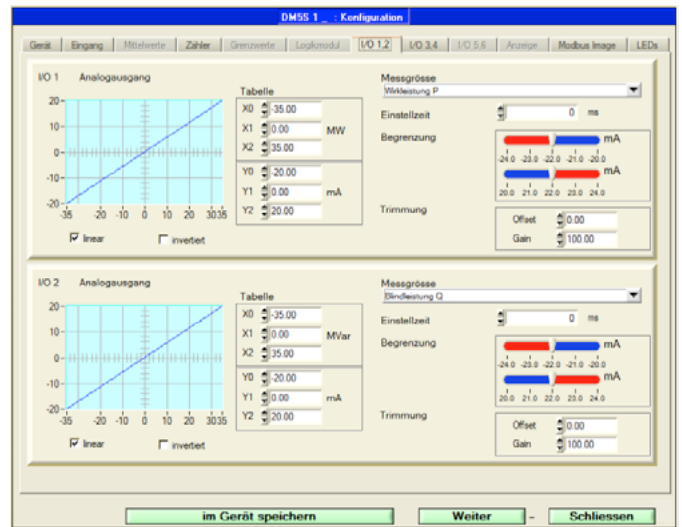 DM5S 1 _ : Konfiguration
Gerät Eingang Mittelwerte Zähler Grenzwerte Logikmodul I/O 1,2 I/O 3,4 I/O 5,6 Anzeige Modbus Image LEDs
I/O 1 Analogausgang
20
10
0
-10
-20
-35 -20 -10 0 10 20 30 35
linear invertiert
Tabelle
X0 -35.00
X1 0.00 MW
X2 35.00
Y0 -20.00
Y1 0.00 mA
Y2 20.00
Messgrösse
Wirkleistung P
Einstellzeit 0 ms
Begrenzung
mA
-24.0 -23.0 -22.0 -21.0 -20.0
mA
20.0 21.0 22.0 23.0 24.0
Trimmung
Offset 0.00
Gain 100.00
I/O 2 Analogausgang
20
10
0
-10
-20
-35 -20 -10 0 10 20 30 35
linear invertiert
Tabelle
X0 -35.00
X1 0.00 MVar
X2 35.00
Y0 -20.00
Y1 0.00 mA
Y2 20.00
Messgrösse
Blindleistung Q
Einstellzeit 0 ms
Begrenzung
mA
-24.0 -23.0 -22.0 -21.0 -20.0
mA
20.0 21.0 22.0 23.0 24.0
Trimmung
Offset 0.00
Gain 100.00
im Gerät speichern Weiter - Schliessen